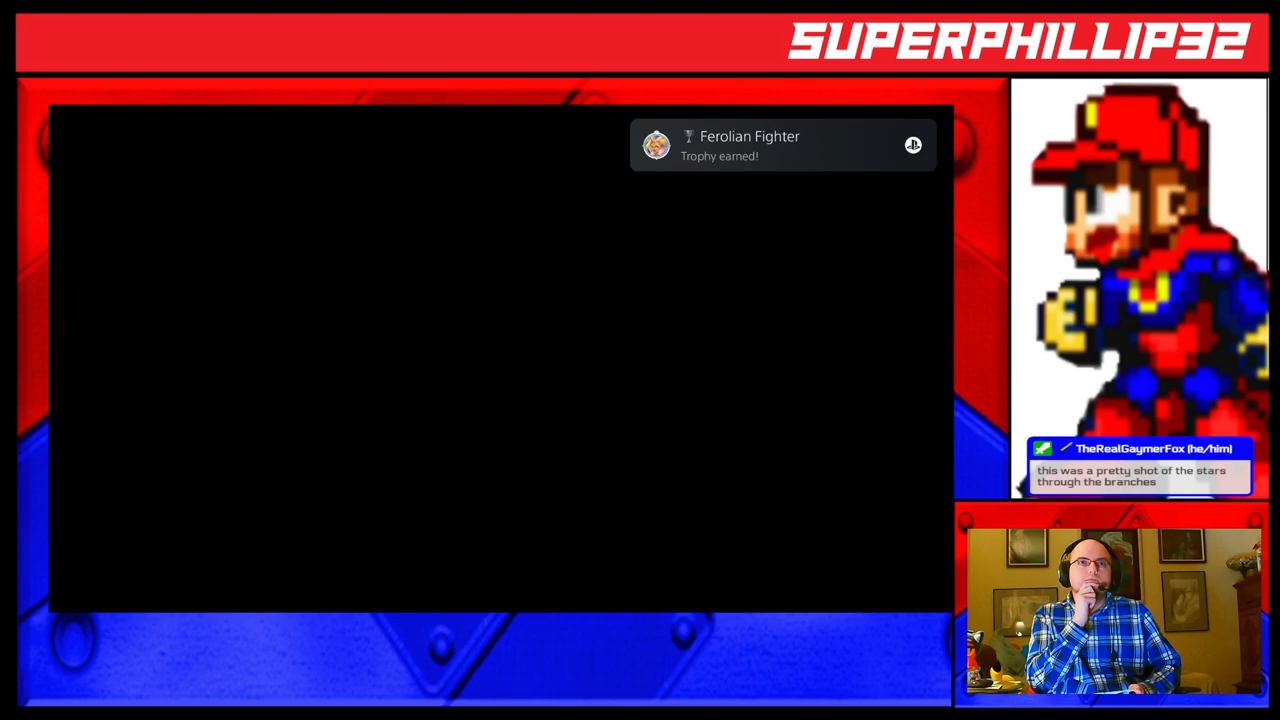 SUPERPHILLIP32
Ferolian Fighter
Trophy earned!
TheRealGaymerFox (he/him)
this was a pretty shot of the stars
through the branches